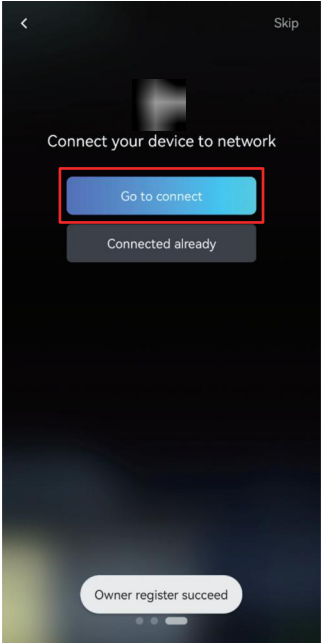 Skip
Connect your device to network
Go to connect
Connected already
Owner register succeed